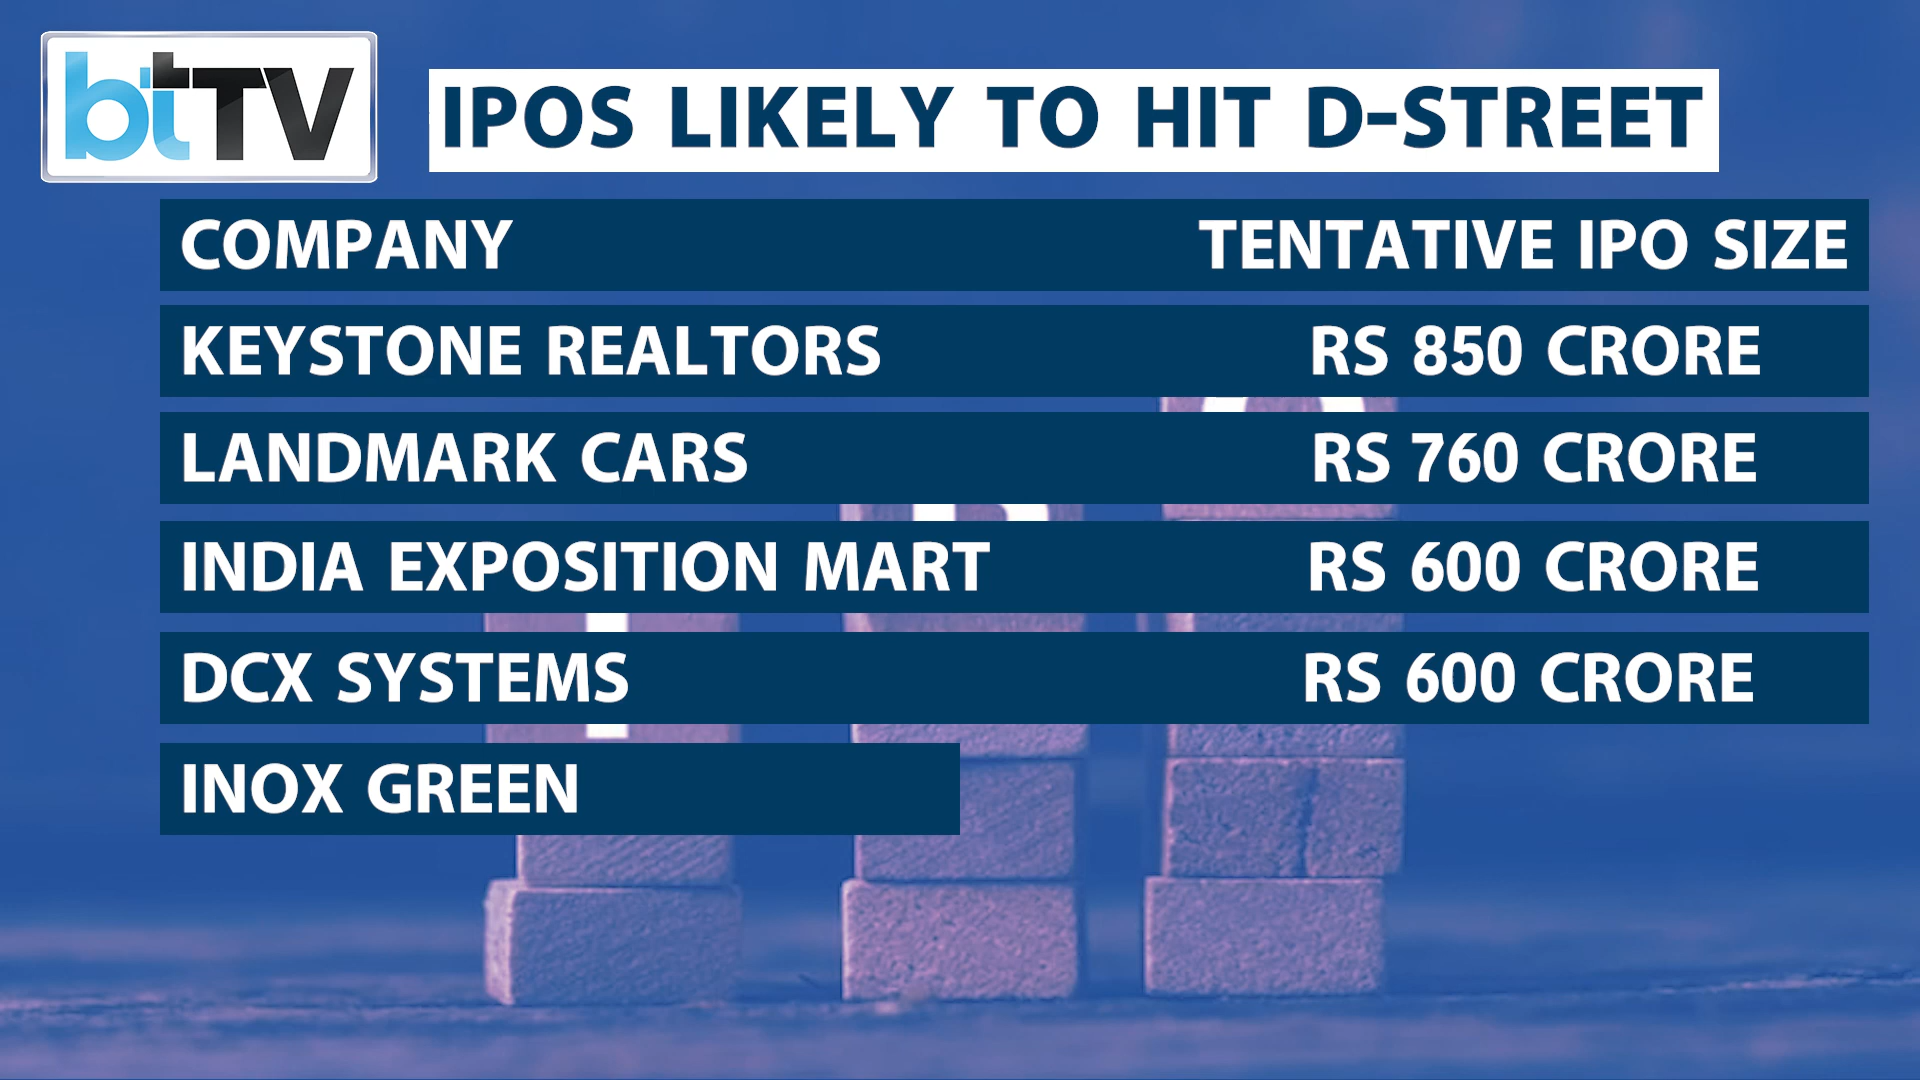 btTV
IPOS LIKELY TO HIT D-STREET
COMPANY TENTATIVE IPO SIZE
KEYSTONE REALTORS RS 850 CRORE
LANDMARK CARS RS 760 CRORE
INDIA EXPOSITION MART RS 600 CRORE
DCX SYSTEMS RS 600 CRORE
INOX GREEN